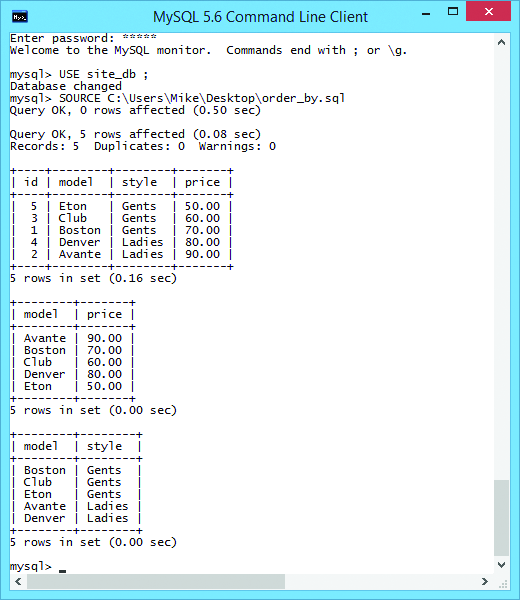 MySQL 5.6 Command Line Client
Enter password: *****
Welcome to the MySQL monitor.  Commands end with ; or \g.
mysql> USE site_db ;
Database changed
mysql> SOURCE C:\Users\Mike\Desktop\order_by.sql
Query OK, 0 rows affected (0.50 sec)
Query OK, 5 rows affected (0.08 sec)
Records: 5  Duplicates: 0  Warnings: 0
+----+--------+--------+-------+
| id | model  | style  | price |
+----+--------+--------+-------+
|  5 | Eton   | Gents  | 50.00 |
|  3 | Club   | Gents  | 60.00 |
|  1 | Boston | Gents  | 70.00 |
|  4 | Denver | Ladies | 80.00 |
|  2 | Avante | Ladies | 90.00 |
+----+--------+--------+-------+
5 rows in set (0.16 sec)
+--------+-------+
| model  | price |
+--------+-------+
| Avante | 90.00 |
| Boston | 70.00 |
| Club   | 60.00 |
| Denver | 80.00 |
| Eton   | 50.00 |
+--------+-------+
5 rows in set (0.00 sec)
+--------+--------+
| model  | style  |
+--------+--------+
| Boston | Gents  |
| Club   | Gents  |
| Eton   | Gents  |
| Avante | Ladies |
| Denver | Ladies |
+--------+--------+
5 rows in set (0.00 sec)
mysql> _